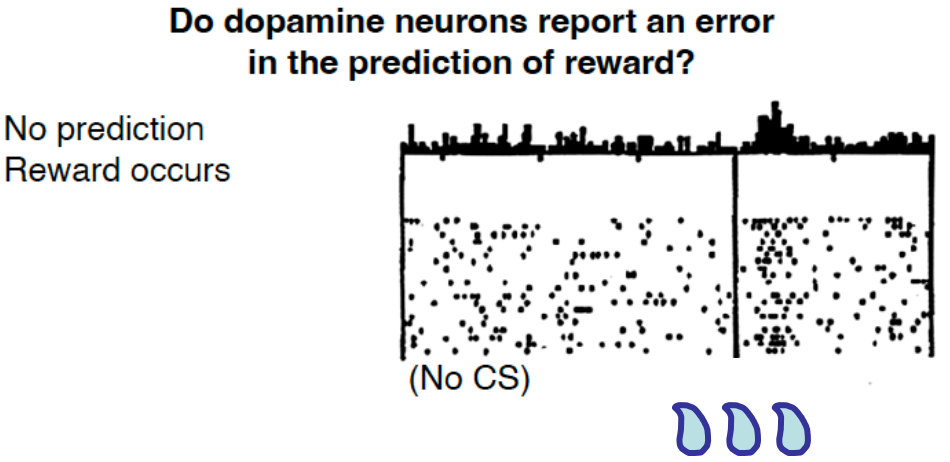 Do dopamine neurons report an error
in the prediction of reward?
No prediction
Reward occurs
(No CS)